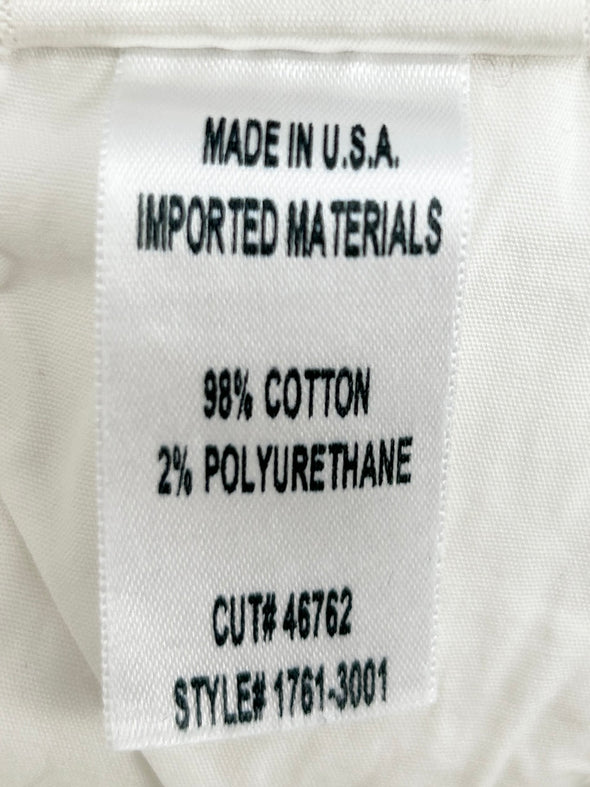 MADE IN U.S.A.
IMPORTED MATERIALS
98% COTTON
2% POLYURETHANE
CUT# 46762
STYLE# 1761-3001